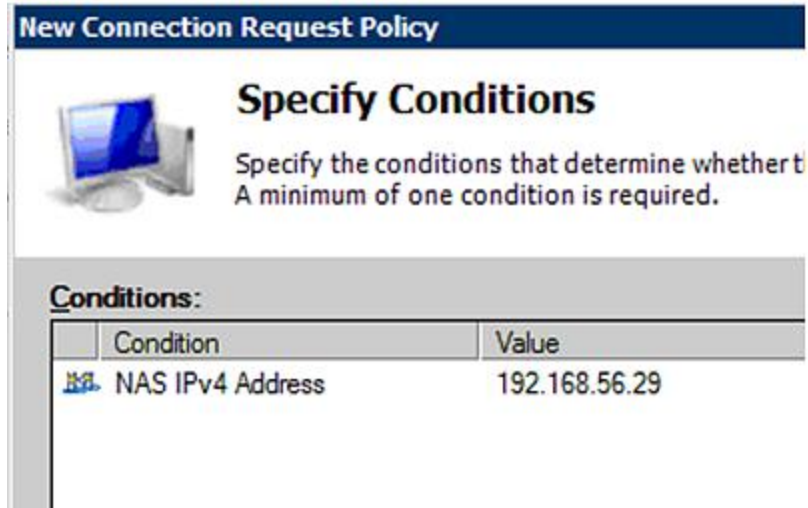 New Connection Request Policy
Specify Conditions
Specify the conditions that determine whether
A minimum of one condition is required.
Conditions:
Condition Value
NAS IPv4 Address 192.168.56.29